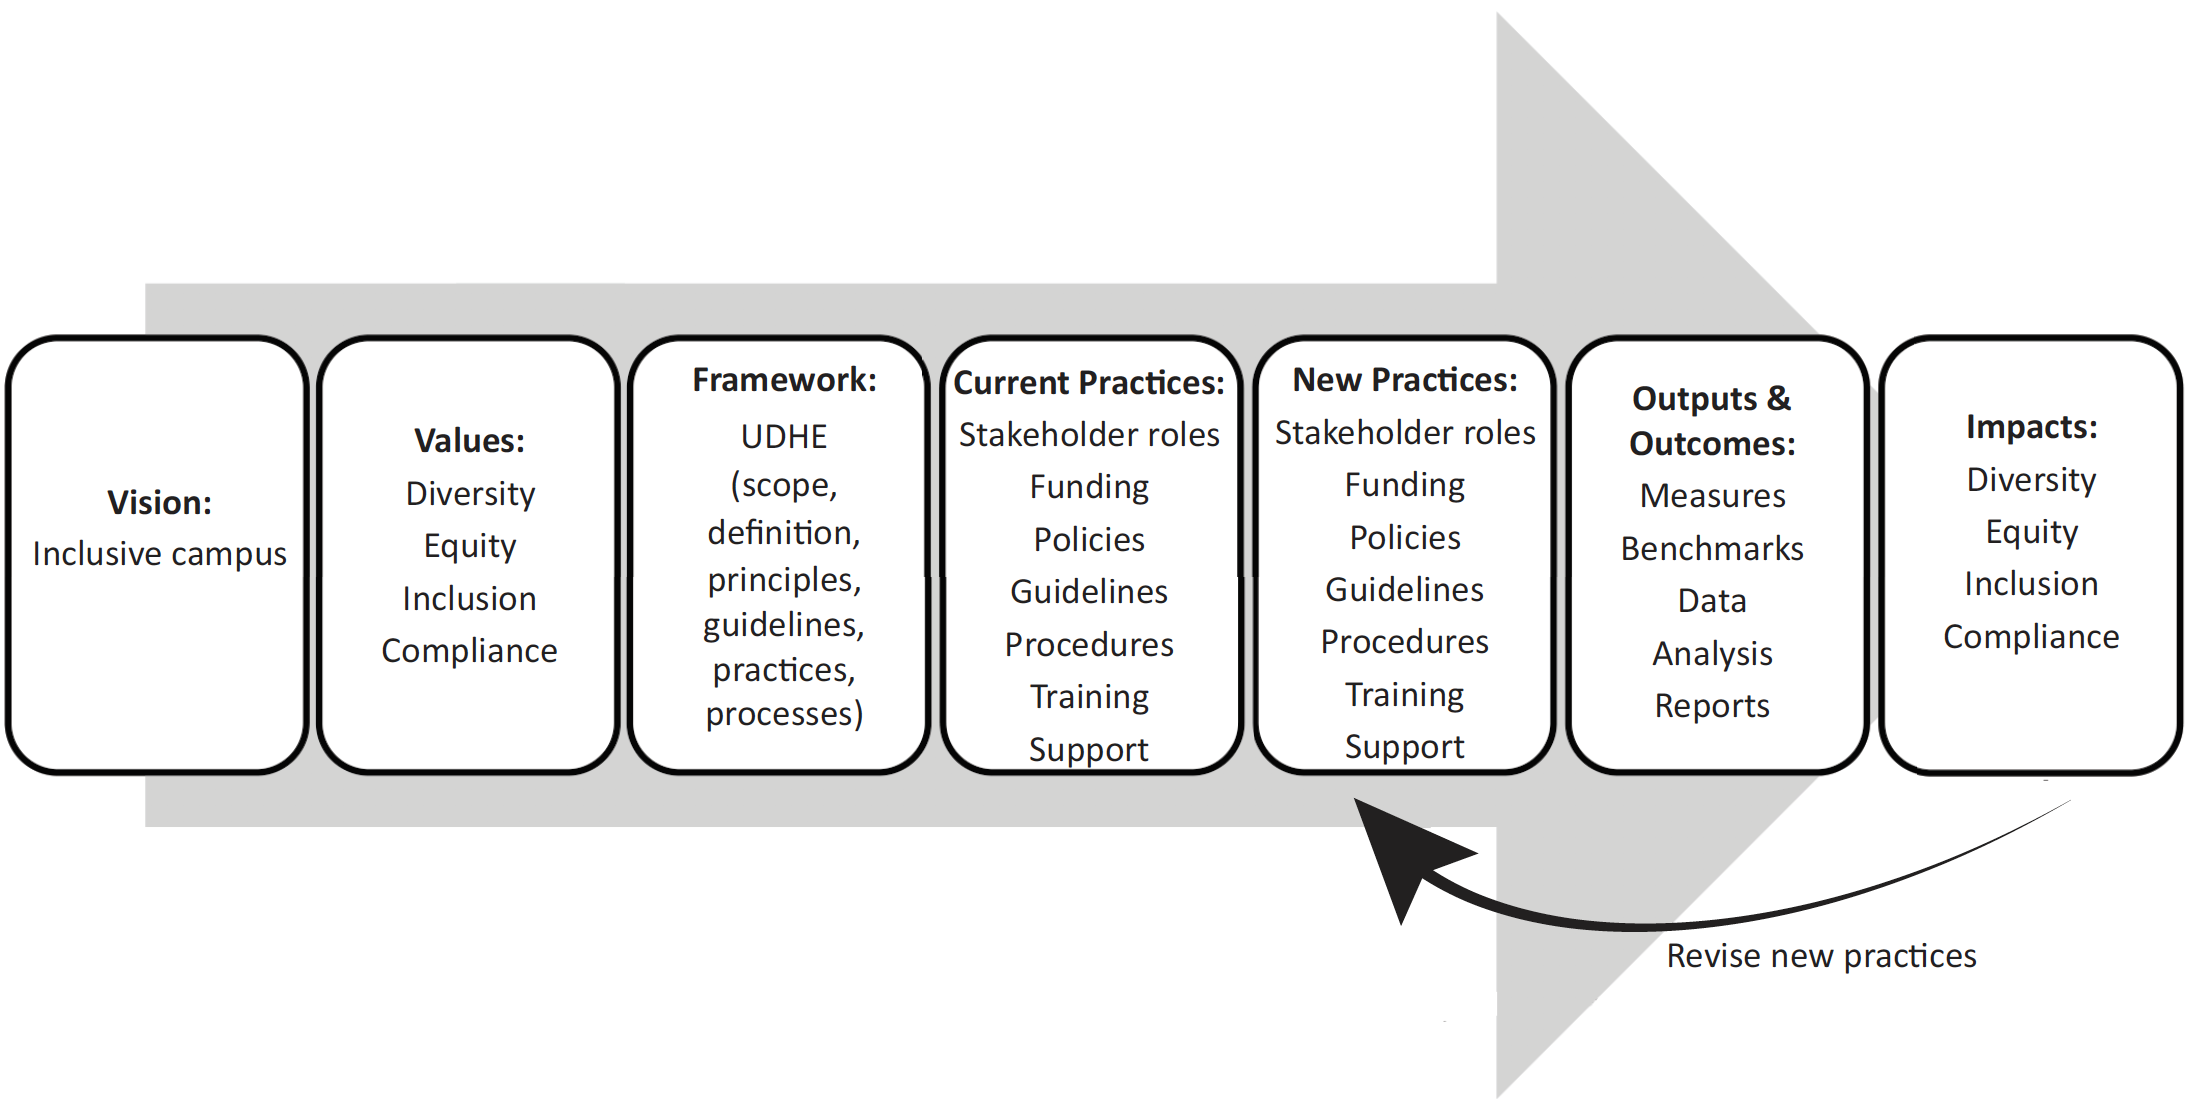 Vision:
Inclusive campus
Values:
Diversity
Equity
Inclusion
Compliance
Framework:
UDHE
(scope,
definition,
principles,
guidelines,
practices,
processes)
Current Practices:
Stakeholder roles
Funding
Policies
Guidelines
Procedures
Training
Support
New Practices:
Stakeholder roles
Funding
Policies
Guidelines
Procedures
Training
Support
Outputs &
Outcomes:
Measures
Benchmarks
Data
Analysis
Reports
Impacts:
Diversity
Equity
Inclusion
Compliance
Revise new practices